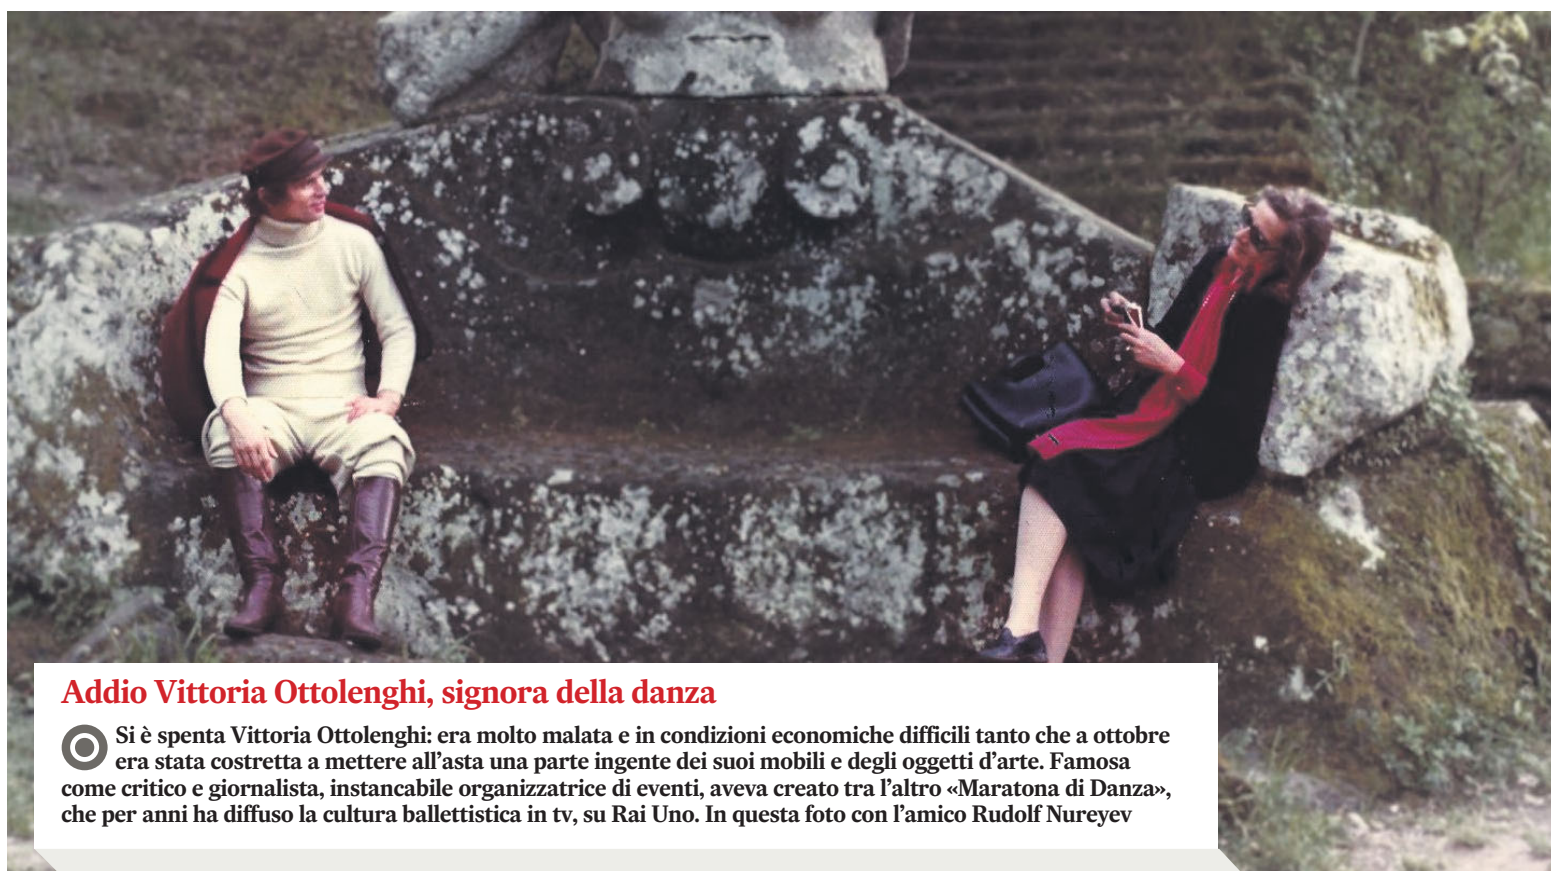 Addio Vittoria Ottolenghi, signora della danza
Si è spenta Vittoria Ottolenghi: era molto malata e in condizioni economiche difficili tanto che a ottobre
era stata costretta a mettere all'asta una parte ingente dei suoi mobili e degli oggetti d'arte. Famosa
come critico e giornalista, instancabile organizzatrice di eventi, aveva creato tra l'altro «Maratona di Danza»,
che per anni ha diffuso la cultura ballettistica in tv, su Rai Uno. In questa foto con l'amico Rudolf Nureyev